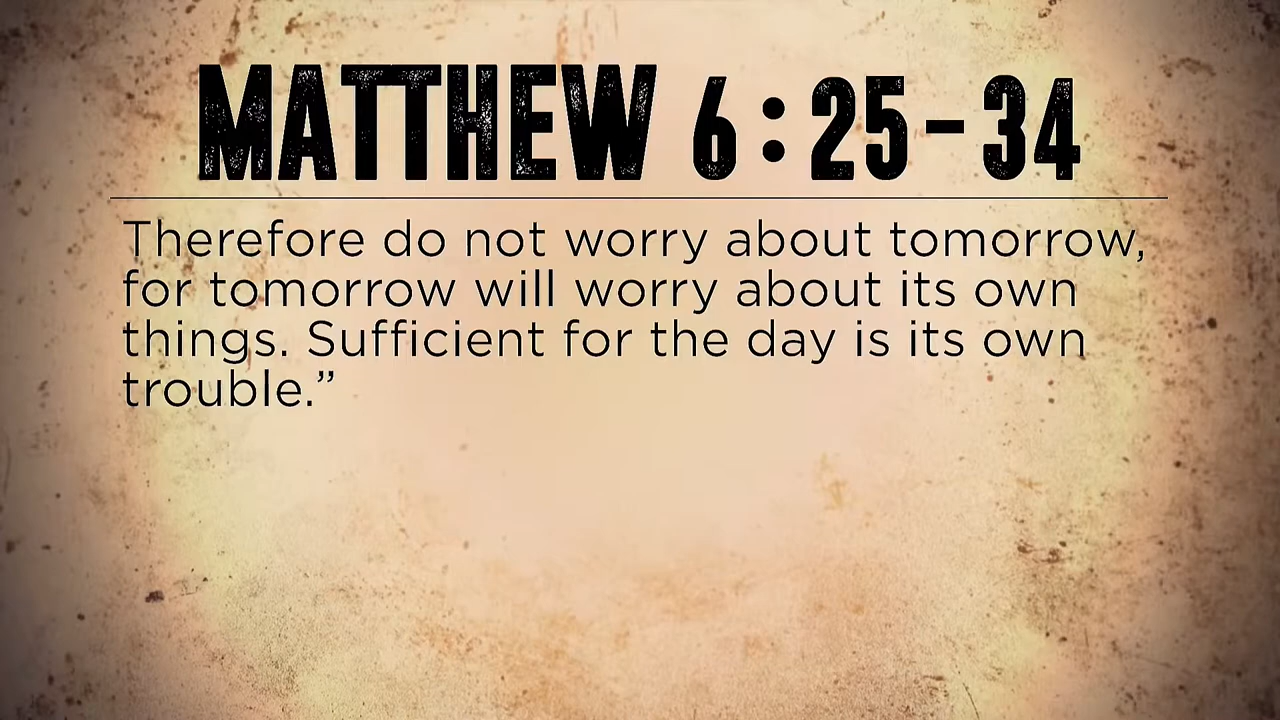 MATTHEW 6:25-34
Therefore do not worry about tomorrow,
for tomorrow will worry about its own
things. Sufficient for the day is its own
trouble.”